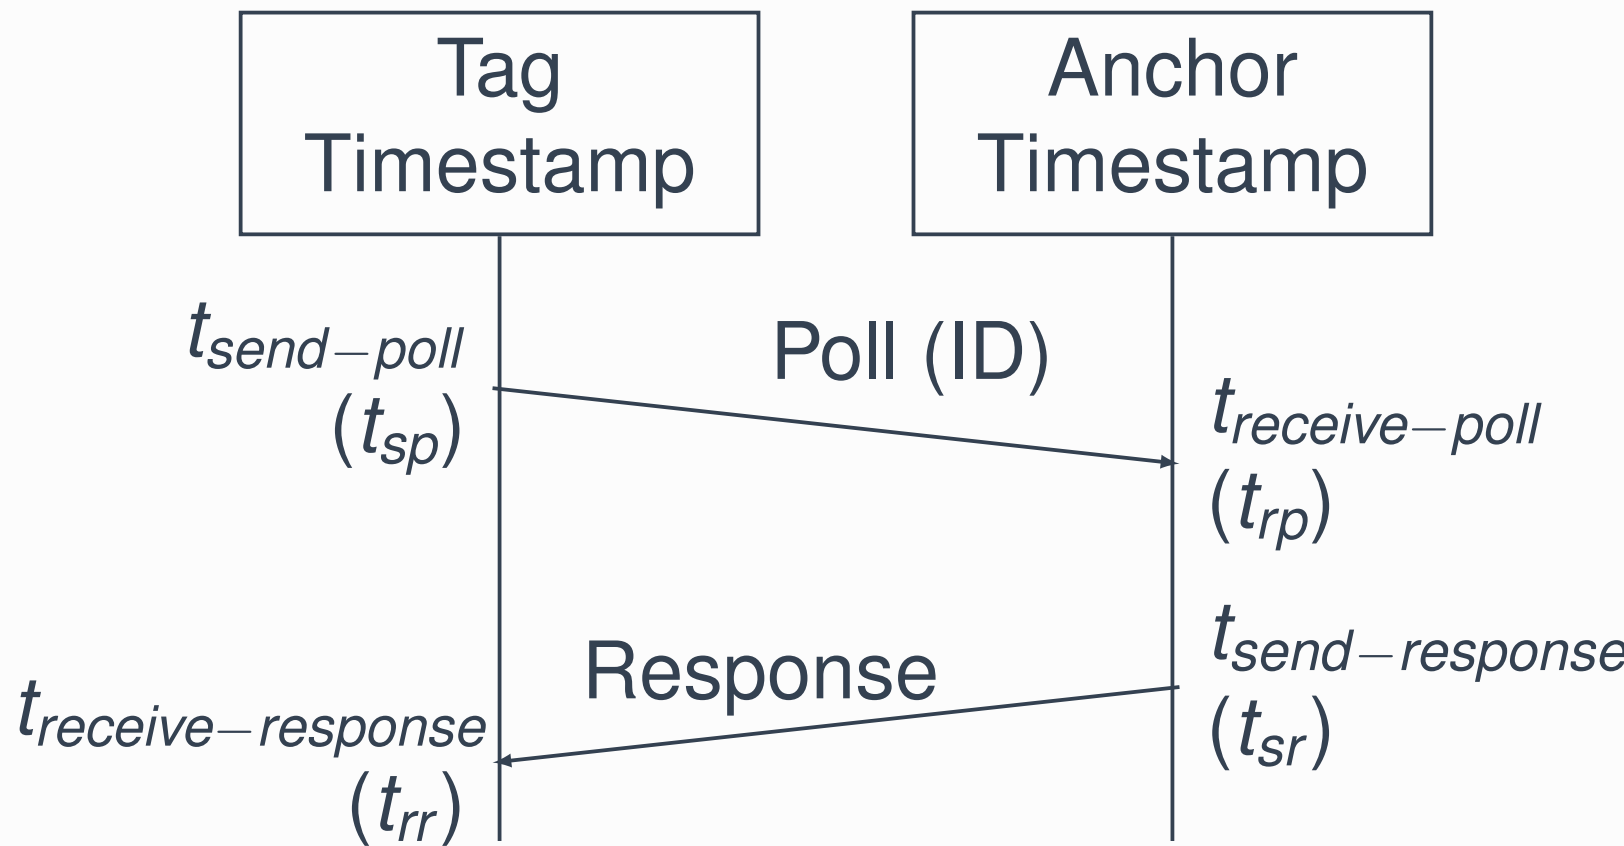 Tag
Timestamp
Anchor
Timestamp
t_send−poll
(t_sp)
Poll (ID)
t_receive−poll
(t_rp)
t_send−response
(t_sr)
Response
t_receive−response
(t_rr)